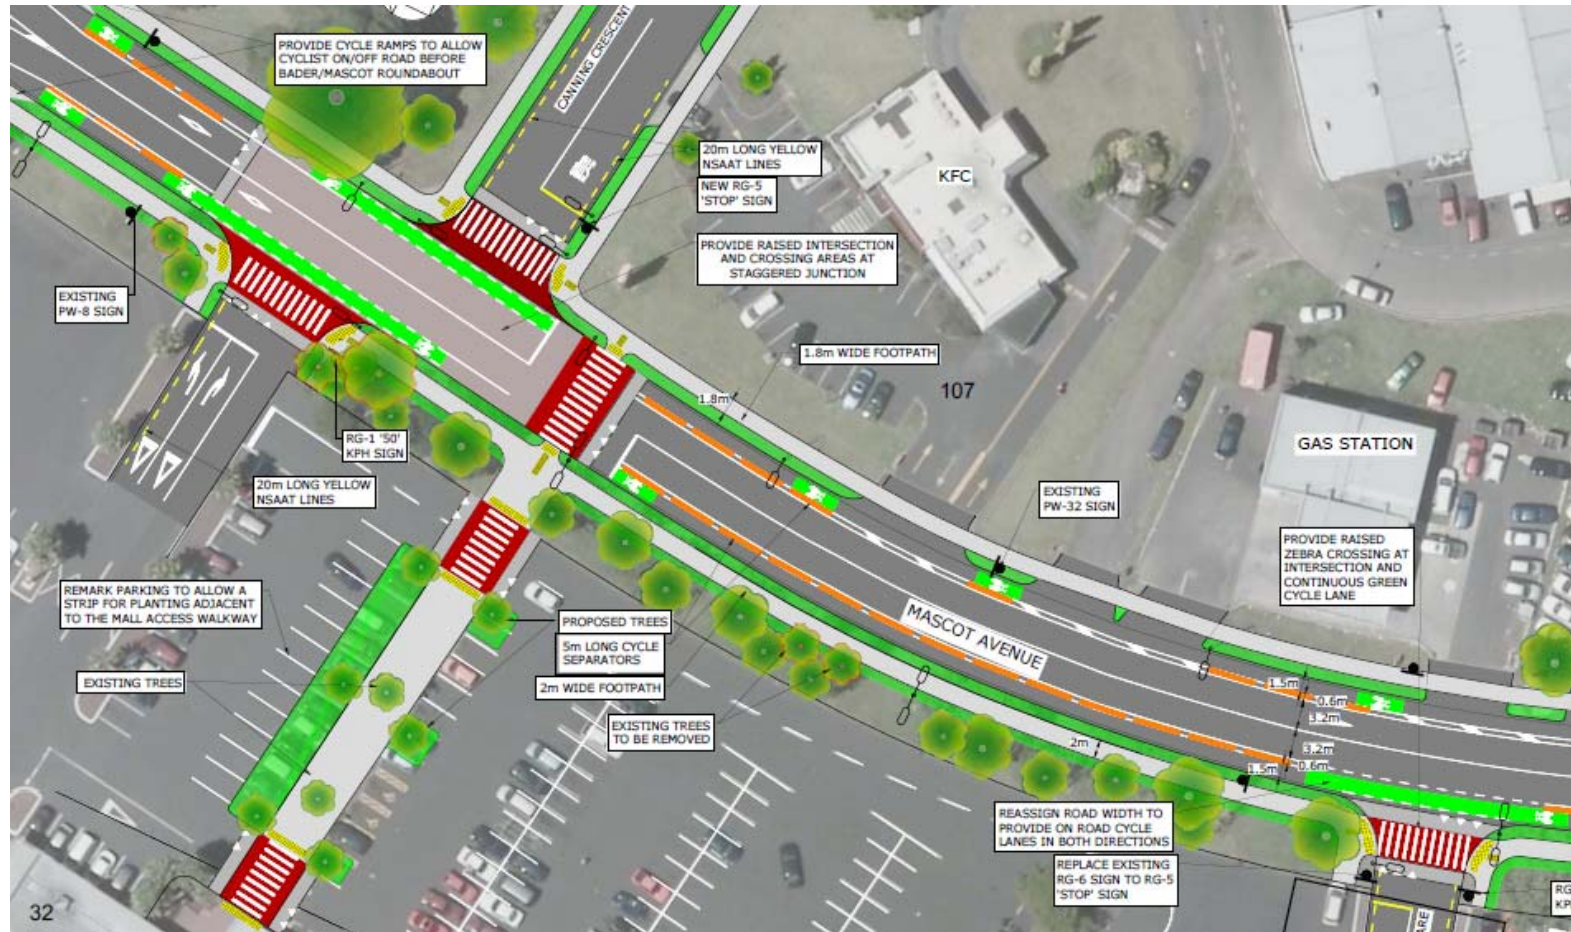 PROVIDE CYCLE RAMPS TO ALLOW
CYCLIST ON/OFF ROAD BEFORE
BADER/MASCOT ROUNDABOUT
CANNING CRESCENT
20m LONG YELLOW
NSAAT LINES
NEW RG-5
'STOP' SIGN
KFC
PROVIDE RAISED INTERSECTION
AND CROSSING AREAS AT
STAGGERED JUNCTION
EXISTING
PW-8 SIGN
1.8m WIDE FOOTPATH
107
1.8m
RG-1 '50'
KPH SIGN
GAS STATION
20m LONG YELLOW
NSAAT LINES
EXISTING
PW-32 SIGN
PROVIDE RAISED
ZEBRA CROSSING AT
INTERSECTION AND
CONTINUOUS GREEN
CYCLE LANE
REMARK PARKING TO ALLOW A
STRIP FOR PLANTING ADJACENT
TO THE MALL ACCESS WALKWAY
PROPOSED TREES
MASCOT AVENUE
5m LONG CYCLE
SEPARATORS
EXISTING TREES
2m WIDE FOOTPATH
1.5m
0.6m
3.2m
EXISTING TREES
TO BE REMOVED
2m
3.2m
1.5m
0.6m
REASSIGN ROAD WIDTH TO
PROVIDE ON ROAD CYCLE
LANES IN BOTH DIRECTIONS
REPLACE EXISTING
RG-6 SIGN TO RG-5
'STOP' SIGN
32